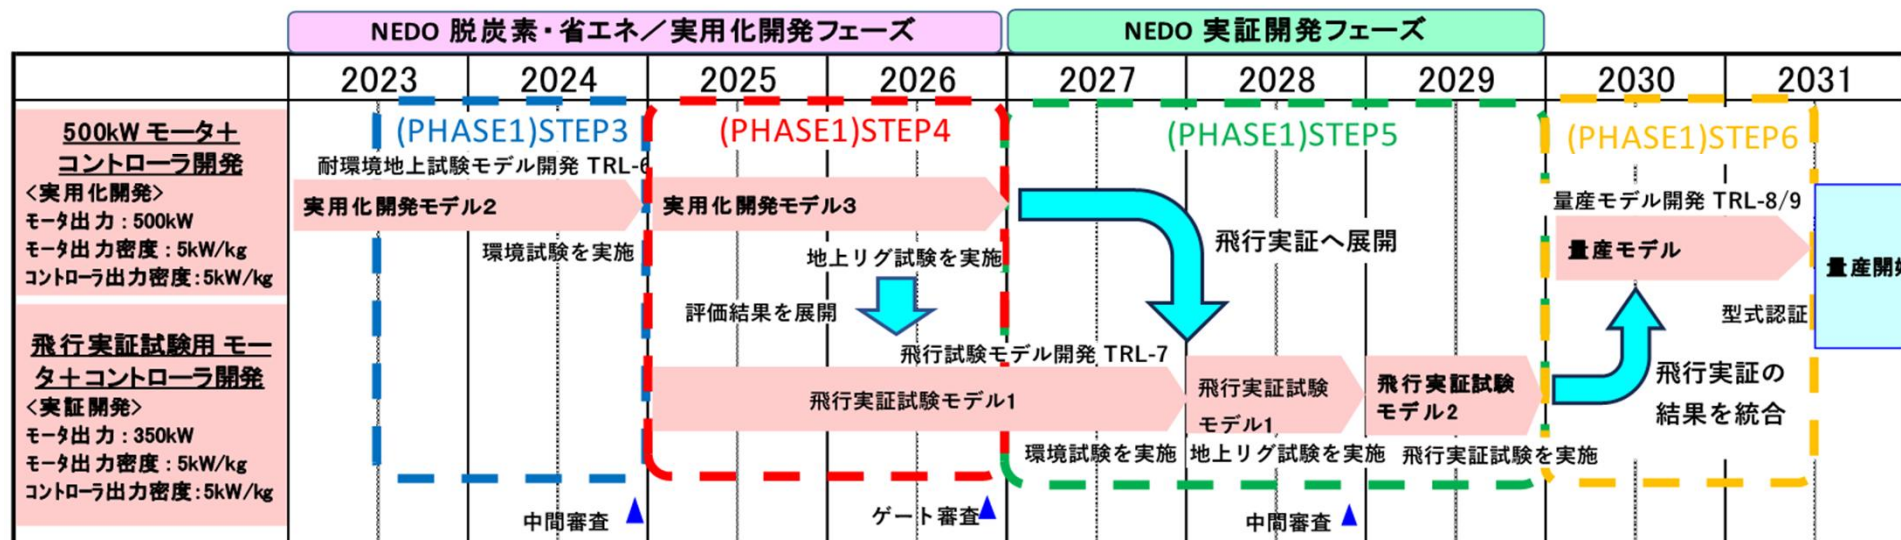 NEDO 脱炭素・省エネ／実用化開発フェーズ
NEDO 実証開発フェーズ
2023
2024
2025
2026
2027
2028
2029
2030
2031
500kW モータ＋
コントローラ開発
<実用化開発>
モータ出力：500kW
モータ出力密度：5kW/kg
コントローラ出力密度：5kW/kg
(PHASE1)STEP3
耐環境地上試験モデル開発 TRL-6
実用化開発モデル2
環境試験を実施
(PHASE1)STEP4
実用化開発モデル3
地上リグ試験を実施
評価結果を展開
(PHASE1)STEP5
飛行実証へ展開
(PHASE1)STEP6
量産モデル開発 TRL-8/9
量産モデル
型式認証
量産開始
飛行実証試験用 モー
タ＋コントローラ開発
<実証開発>
モータ出力：350kW
モータ出力密度：5kW/kg
コントローラ出力密度：5kW/kg
飛行試験モデル開発 TRL-7
飛行実証試験モデル1
飛行実証試験
モデル1
飛行実証試験
モデル2
環境試験を実施
地上リグ試験を実施
飛行実証試験を実施
飛行実証の
結果を統合
中間審査
ゲート審査
中間審査